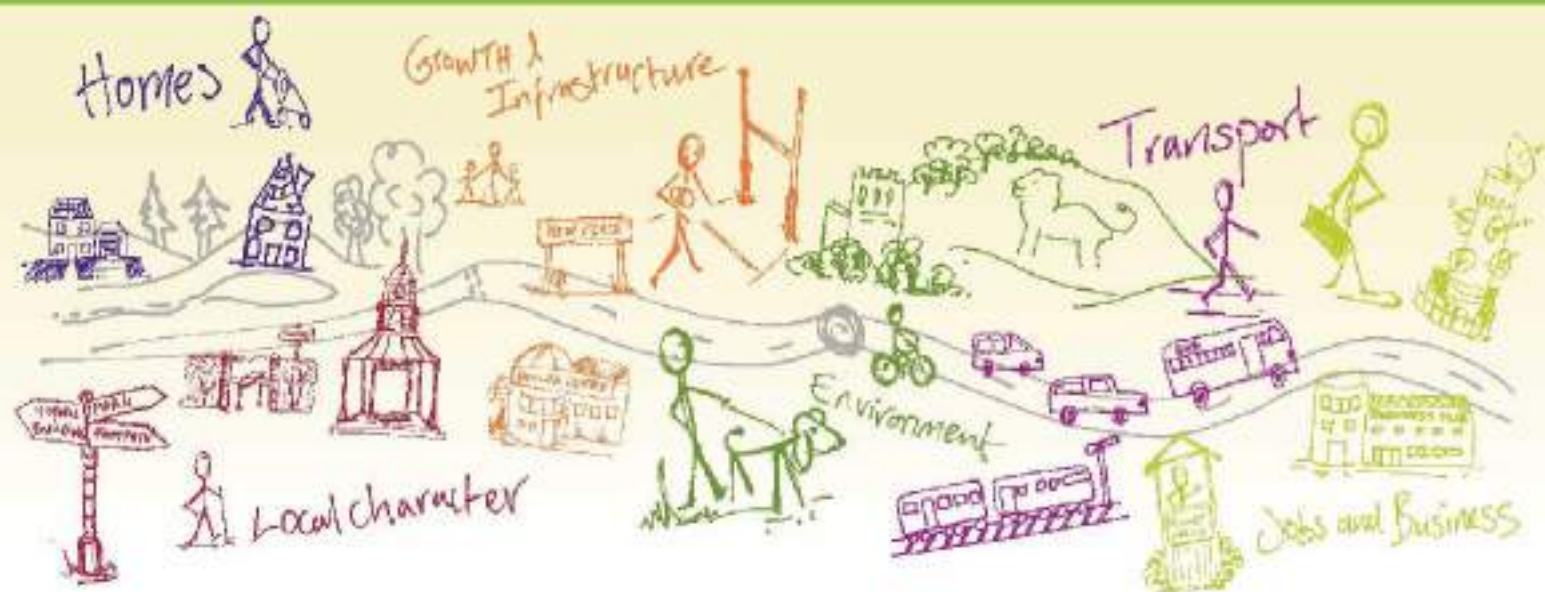 Homes
Growth &
Infrastructure
Transport
Environment
Local character
Jobs and Business